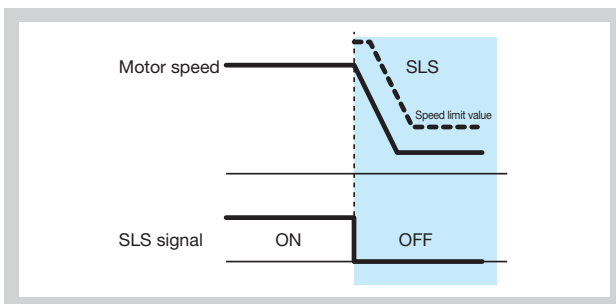 Motor speed
SLS
Speed limit value
SLS signal
ON
OFF